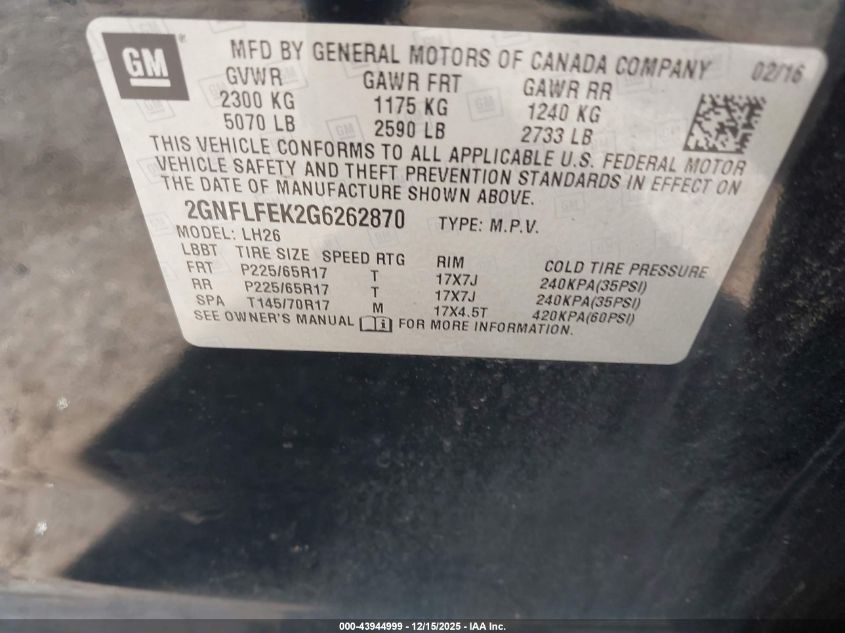 GM ®
MFD BY GENERAL MOTORS OF CANADA COMPANY 02/16
GVWR GAWR FRT GAWR RR
2300 KG 1175 KG 1240 KG
5070 LB 2590 LB 2733 LB
THIS VEHICLE CONFORMS TO ALL APPLICABLE U.S. FEDERAL MOTOR
VEHICLE SAFETY AND THEFT PREVENTION STANDARDS IN EFFECT ON
THE DATE OF MANUFACTURE SHOWN ABOVE.
2GNFLFEK2G6262870 TYPE: M.P.V.
MODEL: LH26
LBBT TIRE SIZE SPEED RTG RIM COLD TIRE PRESSURE
FRT P225/65R17 T 17X7J 240KPA(35PSI)
RR P225/65R17 T 17X7J 240KPA(35PSI)
SPA T145/70R17 M 17X4.5T 420KPA(60PSI)
SEE OWNER'S MANUAL FOR MORE INFORMATION.
000-43944999 - 12/15/2025 - IAA Inc.